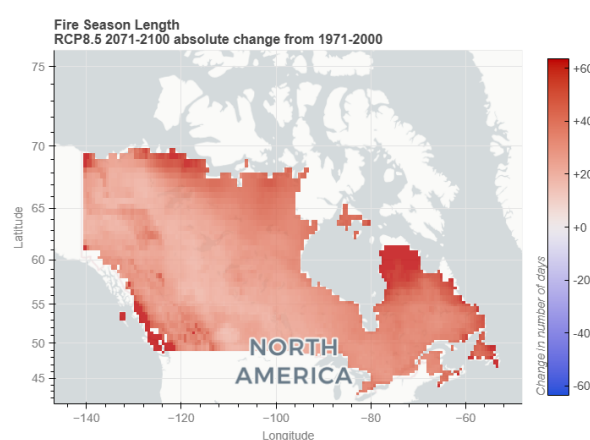 Fire Season Length
RCP8.5 2071-2100 absolute change from 1971-2000
75
70
65
60
55
50
45
Latitude
−140
−120
−100
−80
−60
Longitude
NORTH
AMERICA
+60
+40
+20
+0
-20
-40
-60
Change in number of days